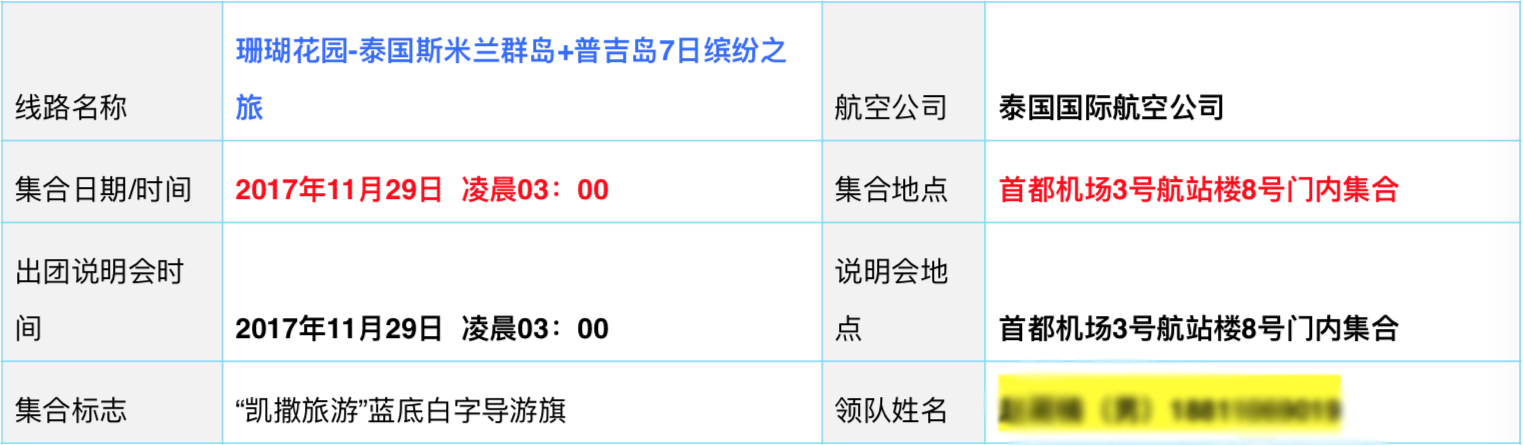 珊瑚花园-泰国斯米兰群岛+普吉岛7日缤纷之
线路名称 旅 航空公司 泰国国际航空公司
集合日期/时间 2017年11月29日 凌晨03：00 集合地点 首都机场3号航站楼8号门内集合
出团说明会时 说明会地
间 2017年11月29日 凌晨03：00 点 首都机场3号航站楼8号门内集合
集合标志 “凯撒旅游”蓝底白字导游旗 领队姓名